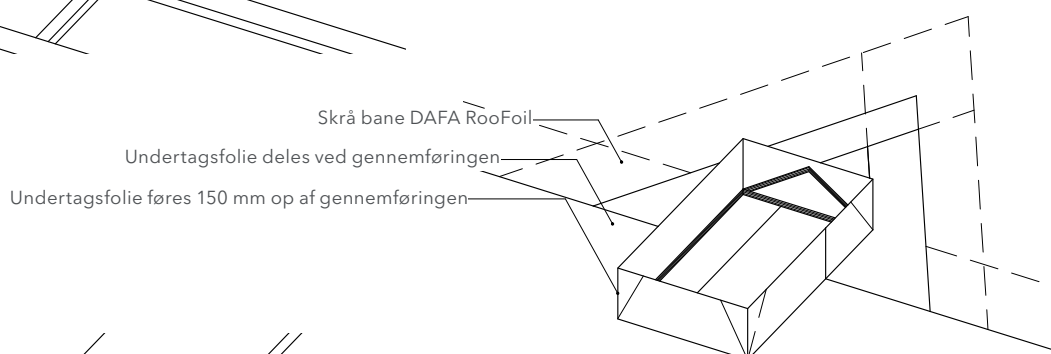 Skrå bane DAFA RooFoil
Undertagsfolie deles ved gennemføringen
Undertagsfolie føres 150 mm op af gennemføringen